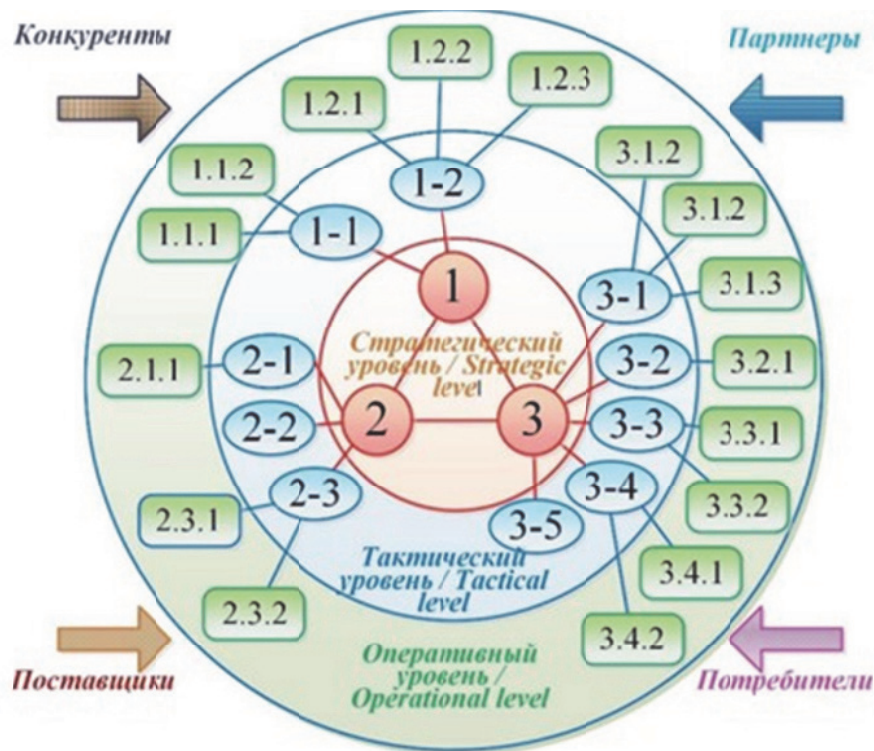 Конкуренты
Партнеры
1.2.2
1.2.1
1.2.3
1.1.2
1-2
3.1.2
1.1.1
1-1
3.1.2
1
3-1
3.1.3
Стратегический
уровень / Strategic
level
2.1.1
2-1
3-2
3.2.1
2
3
2-2
3-3
3.3.1
2-3
3-4
2.3.1
3-5
3.3.2
Тактический
уровень / Tactical
level
3.4.1
2.3.2
3.4.2
Оперативный
уровень /
Operational level
Поставщики
Потребители